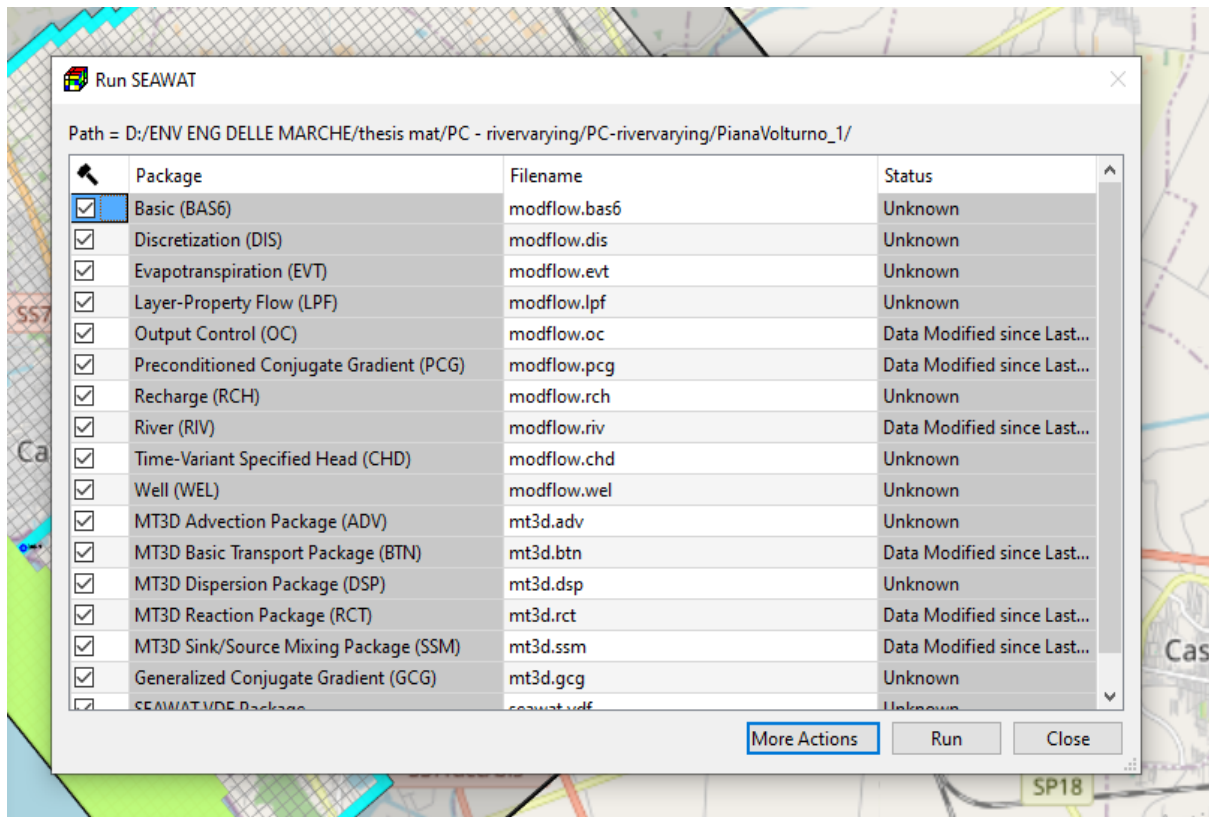 Run SEAWAT
Path = D:/ENV ENG DELLE MARCHE/thesis mat/PC - rivervarying/PC-rivervarying/PianaVolturno_1/
Package Filename Status
Basic (BAS6) modflow.bas6 Unknown
Discretization (DIS) modflow.dis Unknown
Evapotranspiration (EVT) modflow.evt Unknown
Layer-Property Flow (LPF) modflow.lpf Unknown
SS7
Output Control (OC) modflow.oc Data Modified since Last...
Preconditioned Conjugate Gradient (PCG) modflow.pcg Data Modified since Last...
Recharge (RCH) modflow.rch Unknown
River (RIV) modflow.riv Data Modified since Last...
Ca
Time-Variant Specified Head (CHD) modflow.chd Unknown
Well (WEL) modflow.wel Unknown
MT3D Advection Package (ADV) mt3d.adv Unknown
MT3D Basic Transport Package (BTN) mt3d.btn Data Modified since Last...
MT3D Dispersion Package (DSP) mt3d.dsp Unknown
MT3D Reaction Package (RCT) mt3d.rct Data Modified since Last...
MT3D Sink/Source Mixing Package (SSM) mt3d.ssm Data Modified since Last...
Cas
Generalized Conjugate Gradient (GCG) mt3d.gcg Unknown
SEAWAT VDF Package seawat.vdf Unknown
More Actions Run Close
SP18